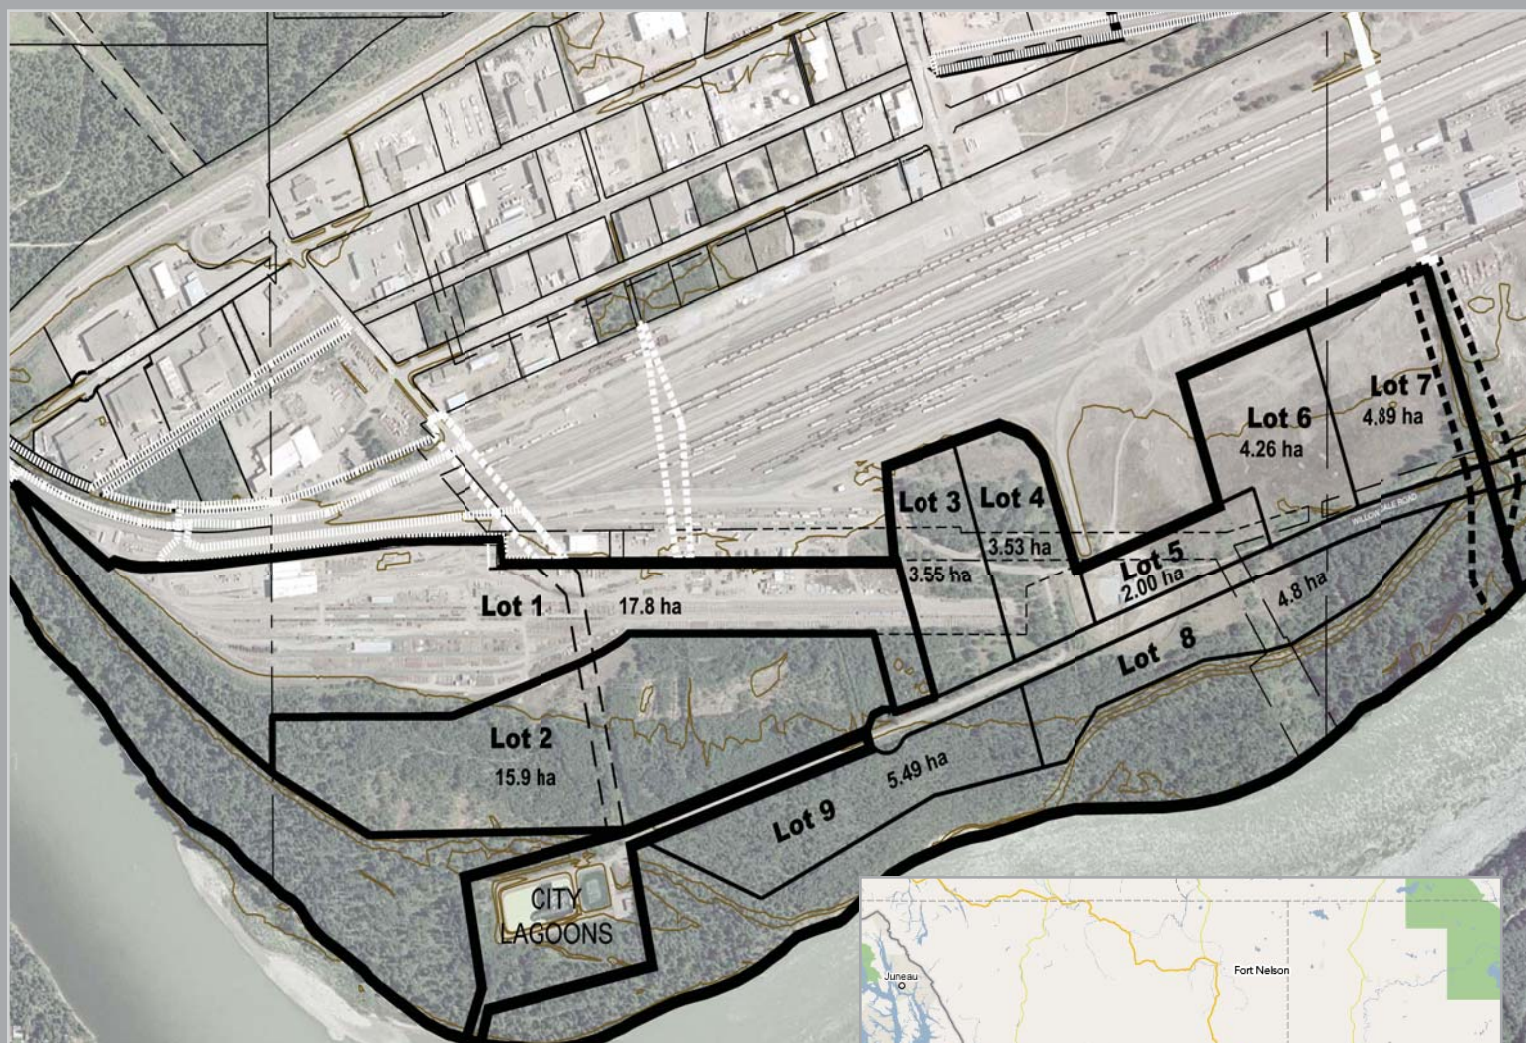 Lot 7
4.89 ha
Lot 6
4.26 ha
Lot 3
Lot 4
WILLOW CALE ROAD
3.53 ha
Lot 5
3.55 ha
2.00 ha
4.8 ha
Lot 1
17.8 ha
Lot 8
Lot 2
15.9 ha
5.49 ha
Lot 9
CITY
LAGOONS
Fort Nelson
Juneau